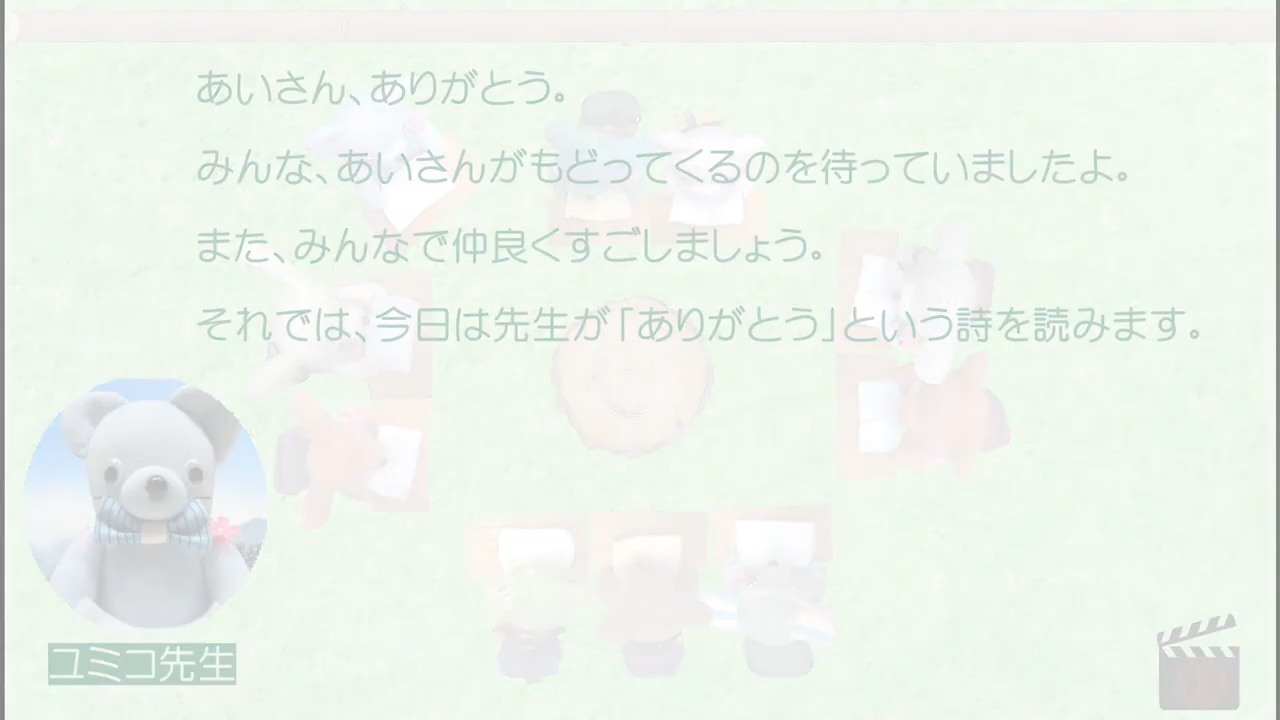 あいさん、ありがとう。
みんな、あいさんがもどってくるのを待っていましたよ。
また、みんなで仲良くすごしましょう。
それでは、今日は先生が「ありがとう」という詩を読みます。
ユミコ先生